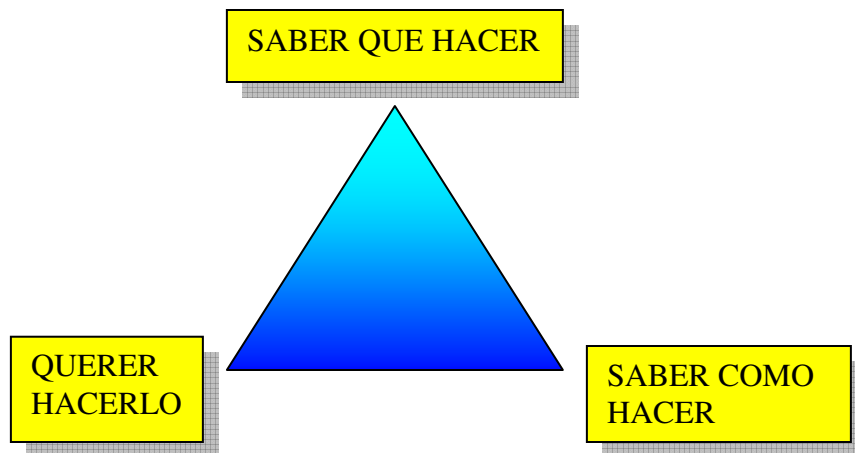 SABER QUE HACER
QUERER
HACERLO
SABER COMO
HACER